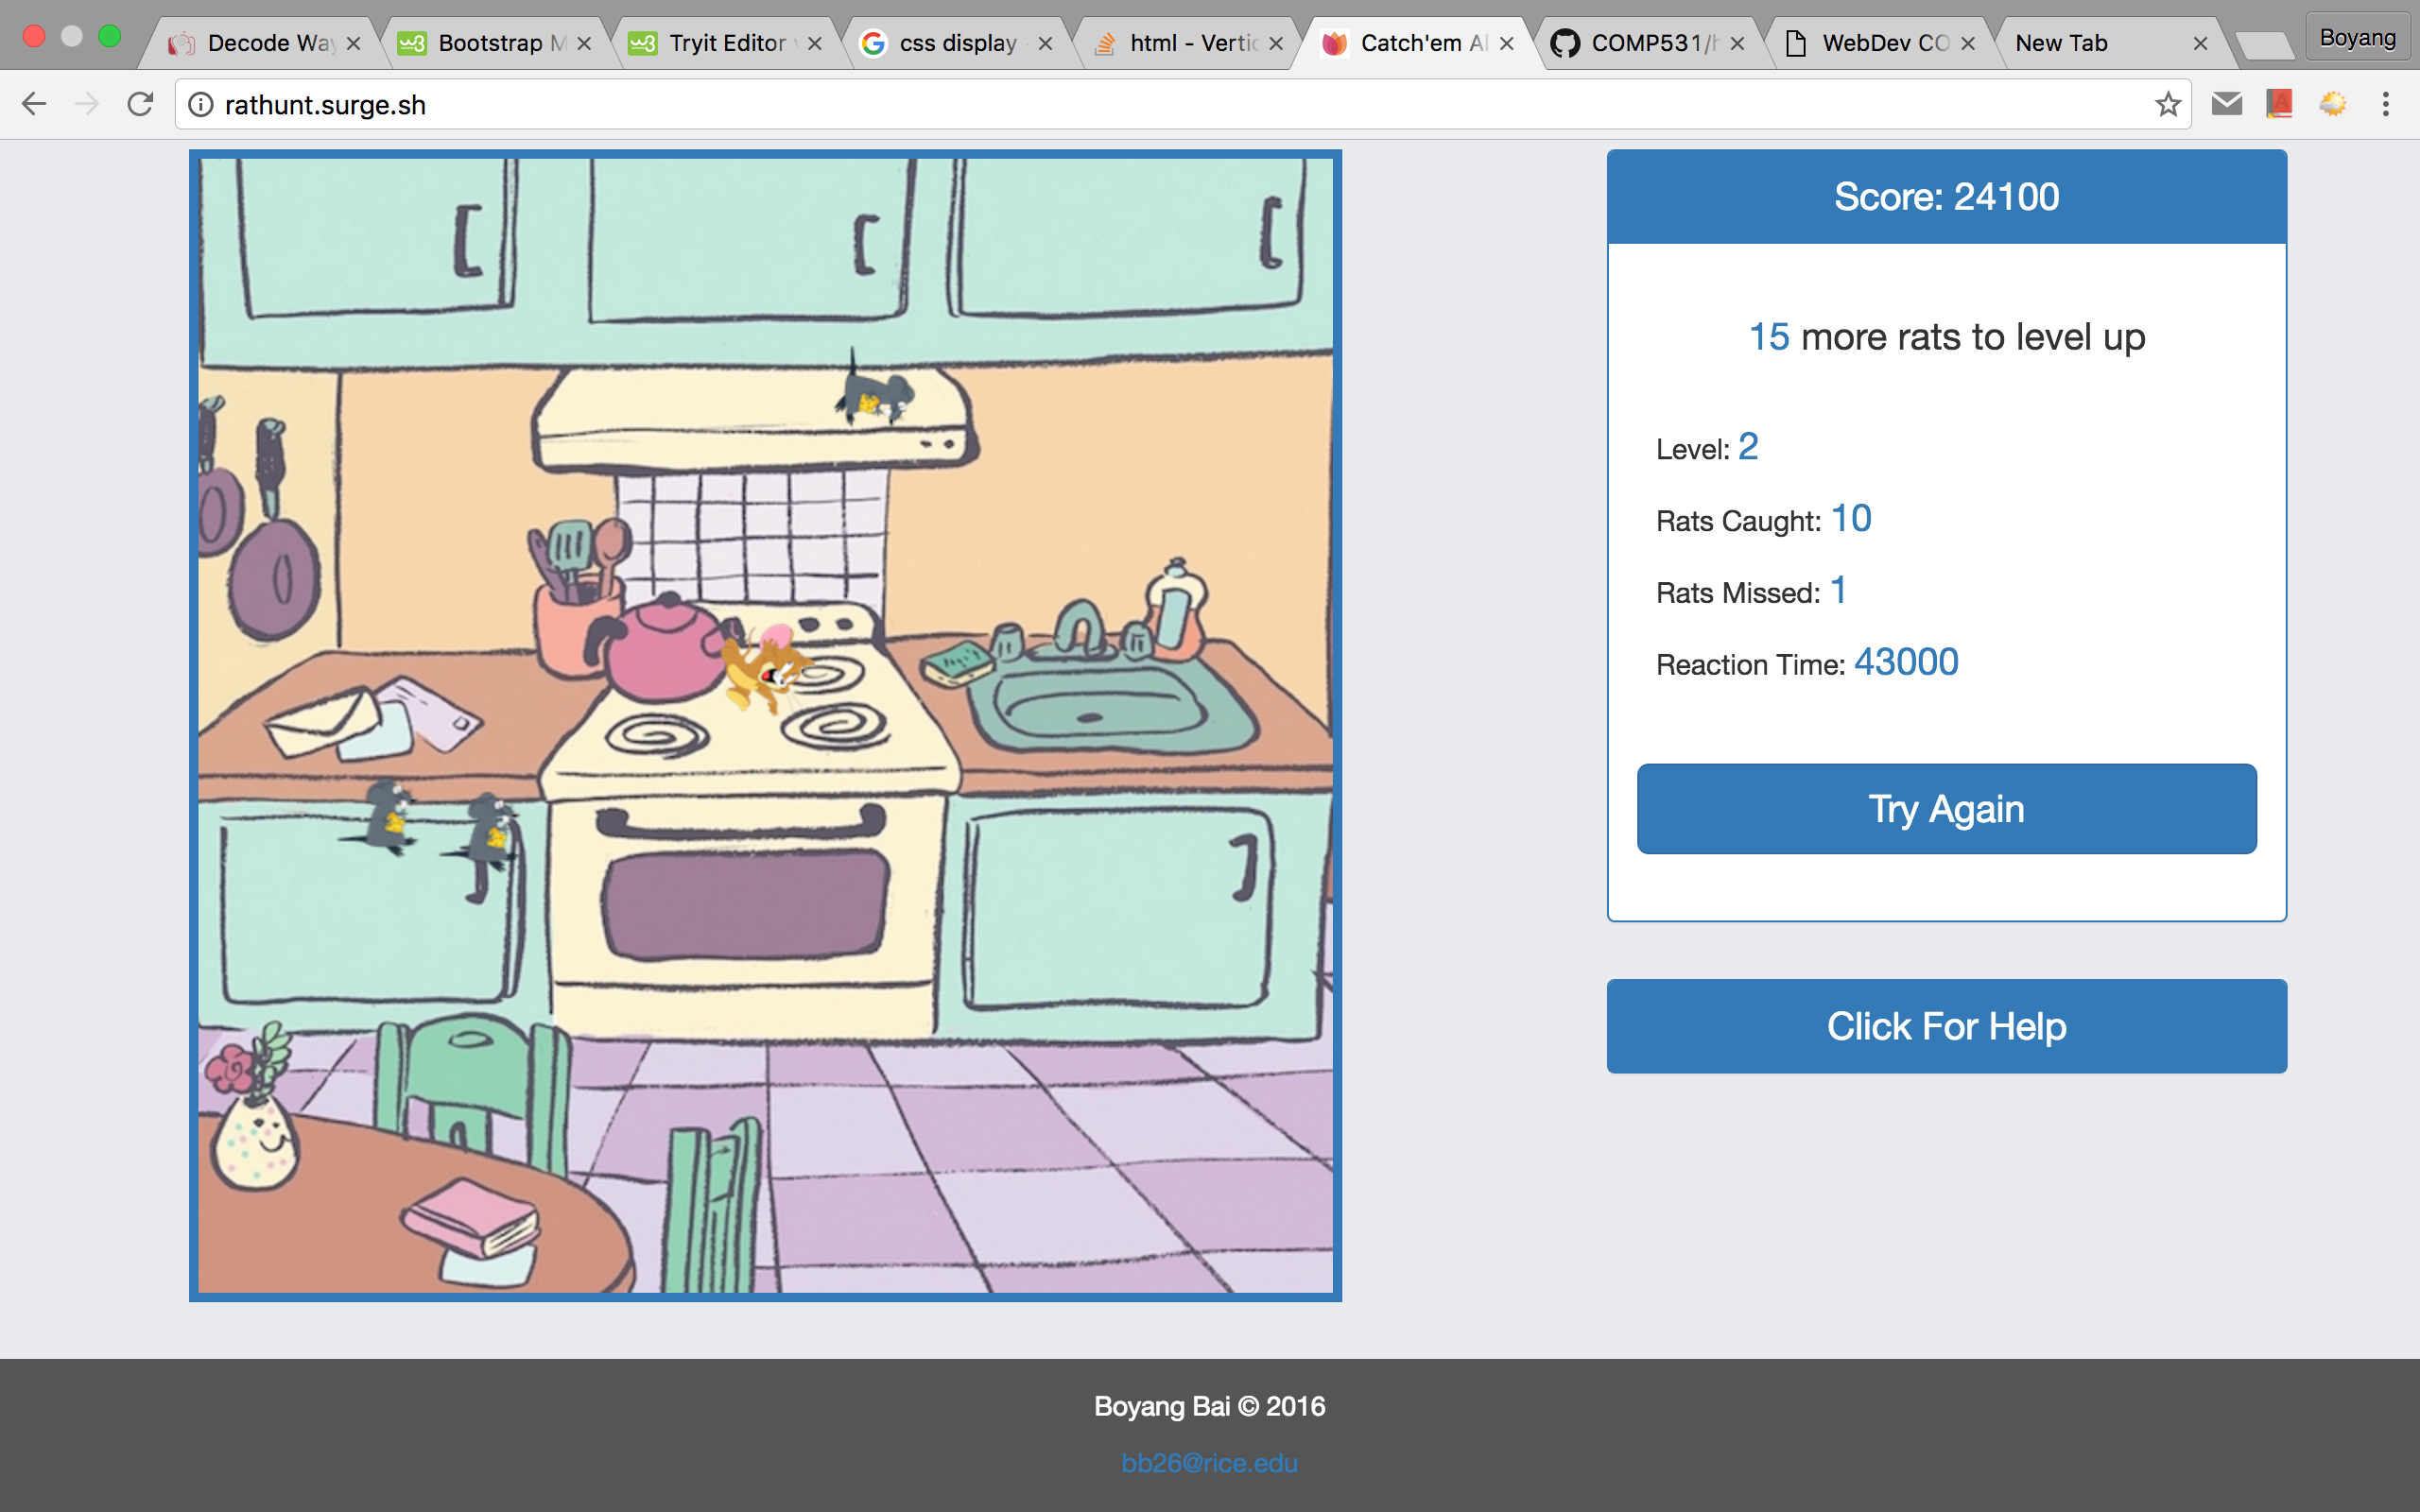 Decode Way
Bootstrap M
Tryit Editor
css display
html - Vertic
Catch'em Al
COMP531/h
WebDev CO
New Tab
Boyang
rathunt.surge.sh
Score: 24100
15 more rats to level up
Level: 2
Rats Caught: 10
Rats Missed: 1
Reaction Time: 43000
Try Again
Click For Help
Boyang Bai © 2016
bb26@rice.edu